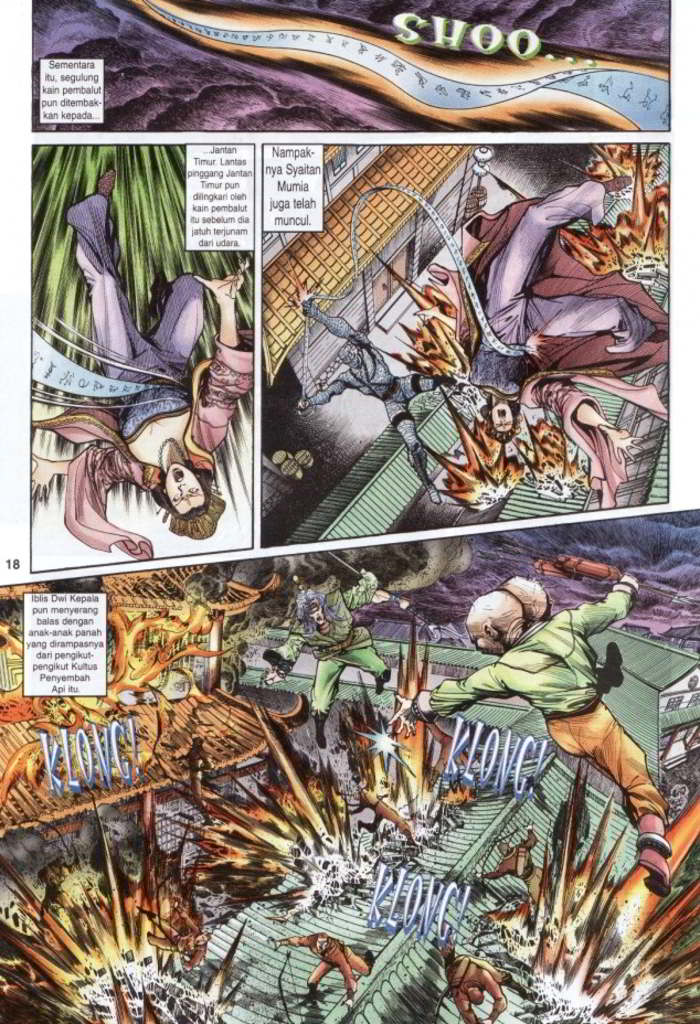 SHOO...
Sementara
itu, segulung
kain pembalut
pun ditembak-
kan kepada...
...Jantan
Timur. Lantas
pinggang Jantan
Timur pun
dilingkari oleh
kain pembalut
itu sebelum dia
jatuh terjunam
dari udara.
Nampak-
nya Syaitan
Mumia
juga telah
muncul.
18
Iblis Dwi Kepala
pun menyerang
balas dengan
anak-anak panah
yang dirampasnya
dari pengikut-
pengikut Kultus
Penyembah
Api itu.
KLONG!
KLONG!
KLONG!